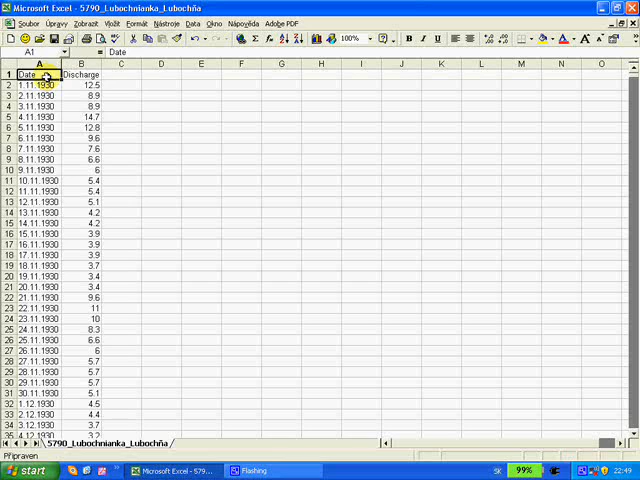 Microsoft Excel - 5790_Lubochnianka_Lubochňa
Soubor Úpravy Zobrazit Vložit Formát Nástroje Data Okno Nápověda Adobe PDF
100%
A1 = Date
A B C D E F G H I J K L M N O
1 Date Discharge
2 1.11.1930 12.5
3 2.11.1930 8.9
4 3.11.1930 8.9
5 4.11.1930 14.7
6 5.11.1930 12.8
7 6.11.1930 9.6
8 7.11.1930 7.6
9 8.11.1930 6.6
10 9.11.1930 6
11 10.11.1930 5.4
12 11.11.1930 5.4
13 12.11.1930 5.1
14 13.11.1930 4.2
15 14.11.1930 4.2
16 15.11.1930 3.9
17 16.11.1930 3.9
18 17.11.1930 3.9
19 18.11.1930 3.7
20 19.11.1930 3.4
21 20.11.1930 3.4
22 21.11.1930 9.6
23 22.11.1930 11
24 23.11.1930 10
25 24.11.1930 8.3
26 25.11.1930 6.6
27 26.11.1930 6
28 27.11.1930 5.7
29 28.11.1930 5.7
30 29.11.1930 5.7
31 30.11.1930 5.1
32 1.12.1930 4.5
33 2.12.1930 4.4
34 3.12.1930 3.7
35 4.12.1930 3.2
5790_Lubochnianka_Lubochňa
Připraven
start Microsoft Excel - 579... Flashing SK 99% 22:49